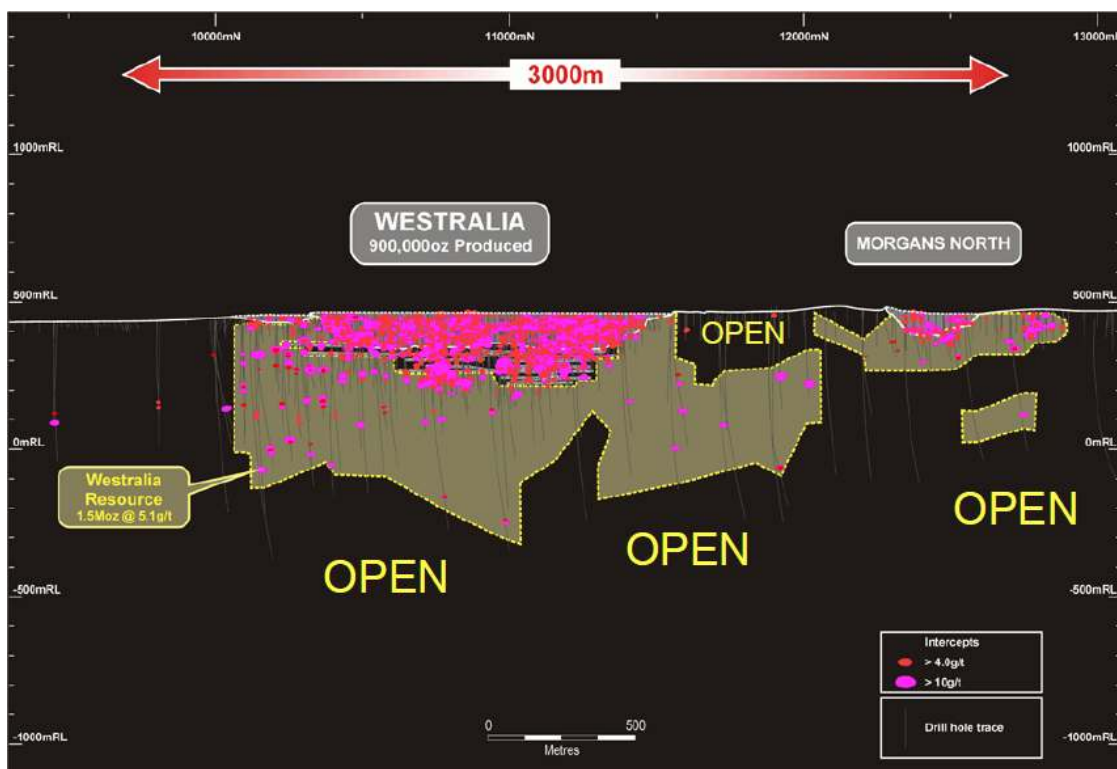 10000mN 11000mN 12000mN 13000mN
3000m
1000mRL 1000mRL
WESTRALIA
900,000oz Produced
MORGANS NORTH
500mRL 500mRL
OPEN
0mRL 0mRL
Westralia
Resource
1.5Moz @ 5.1g/t
OPEN OPEN OPEN
-500mRL -500mRL
Intercepts
> 4.0g/t
> 10g/t
0 500
Metres
Drill hole trace
-1000mRL -1000mRL